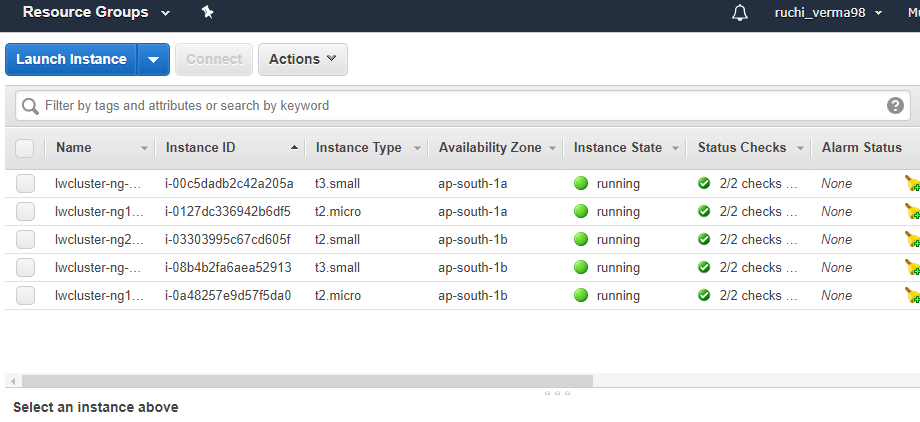 Resource Groups ruchi_verma98 Mu
Launch Instance Connect Actions
Filter by tags and attributes or search by keyword ?
Name Instance ID Instance Type Availability Zone Instance State Status Checks Alarm Status
lwcluster-ng-... i-00c5dadb2c42a205a t3.small ap-south-1a running 2/2 checks ... None
lwcluster-ng1... i-0127dc336942b6df5 t2.micro ap-south-1a running 2/2 checks ... None
lwcluster-ng2... i-03303995c67cd605f t2.small ap-south-1b running 2/2 checks ... None
lwcluster-ng-... i-08b4b2fa6aea52913 t3.small ap-south-1b running 2/2 checks ... None
lwcluster-ng1... i-0a48257e9d57f5da0 t2.micro ap-south-1b running 2/2 checks ... None
Select an instance above